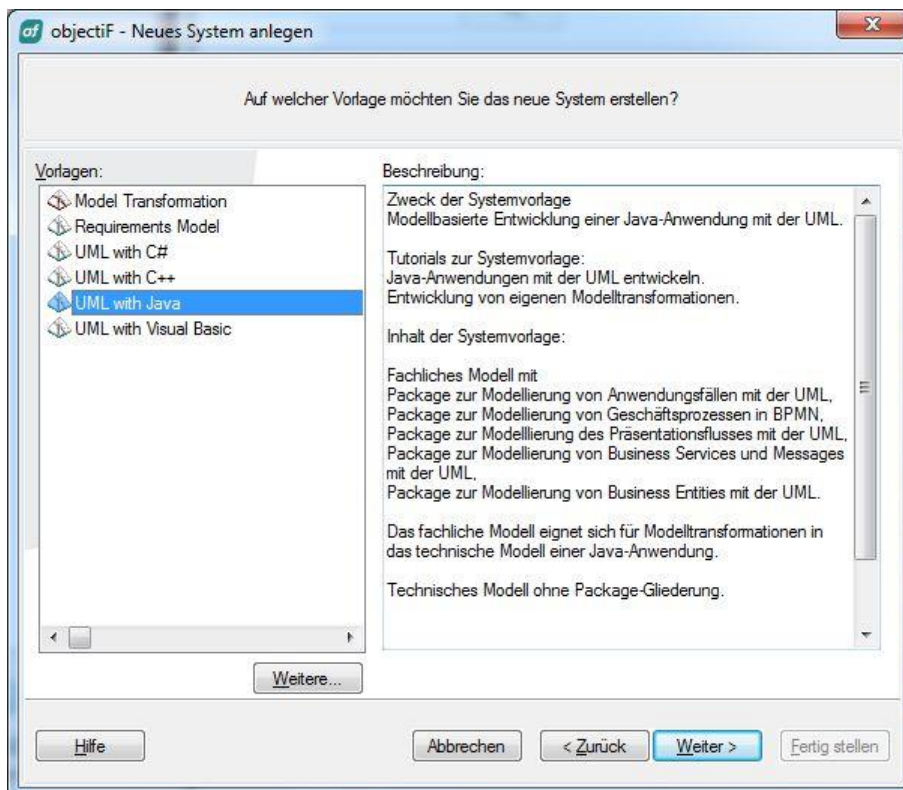 objectiF - Neues System anlegen
Auf welcher Vorlage möchten Sie das neue System erstellen?
Vorlagen:
Model Transformation
Requirements Model
UML with C#
UML with C++
UML with Java
UML with Visual Basic
Weitere...
Beschreibung:
Zweck der Systemvorlage
Modellbasierte Entwicklung einer Java-Anwendung mit der UML.
Tutorials zur Systemvorlage:
Java-Anwendungen mit der UML entwickeln.
Entwicklung von eigenen Modelltransformationen.
Inhalt der Systemvorlage:
Fachliches Modell mit
Package zur Modellierung von Anwendungsfällen mit der UML,
Package zur Modellierung von Geschäftsprozessen in BPMN,
Package zur Modellierung des Präsentationsflusses mit der UML,
Package zur Modellierung von Business Services und Messages
mit der UML,
Package zur Modellierung von Business Entities mit der UML.
Das fachliche Modell eignet sich für Modelltransformationen in
das technische Modell einer Java-Anwendung.
Technisches Modell ohne Package-Gliederung.
Hilfe
Abbrechen
< Zurück
Weiter >
Fertig stellen